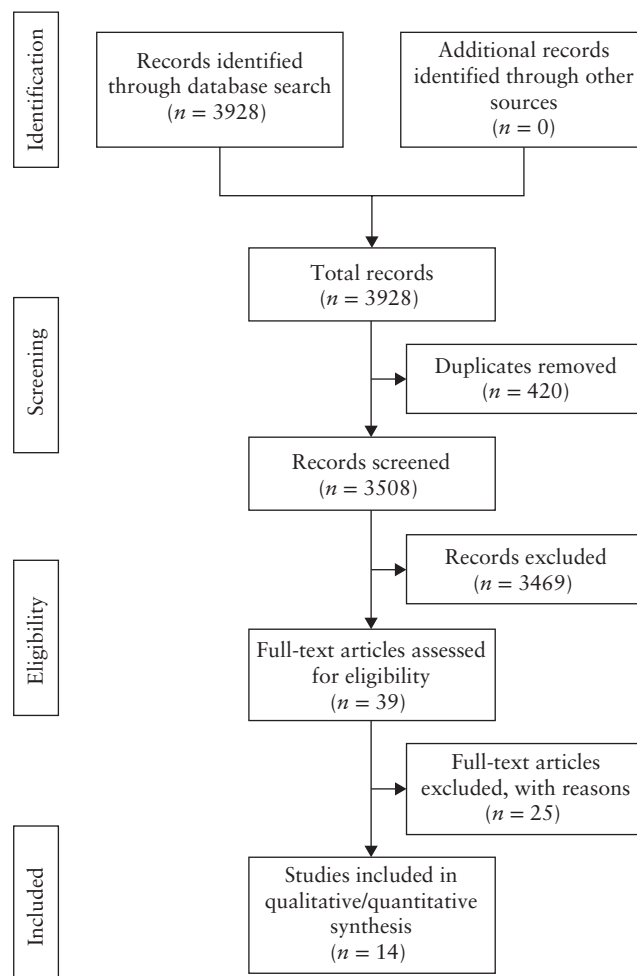 Identification
Records identified
through database search
(n = 3928)
Additional records
identified through other
sources
(n = 0)
Total records
(n = 3928)
Screening
Duplicates removed
(n = 420)
Records screened
(n = 3508)
Records excluded
(n = 3469)
Eligibility
Full-text articles assessed
for eligibility
(n = 39)
Full-text articles
excluded, with reasons
(n = 25)
Included
Studies included in
qualitative/quantitative
synthesis
(n = 14)